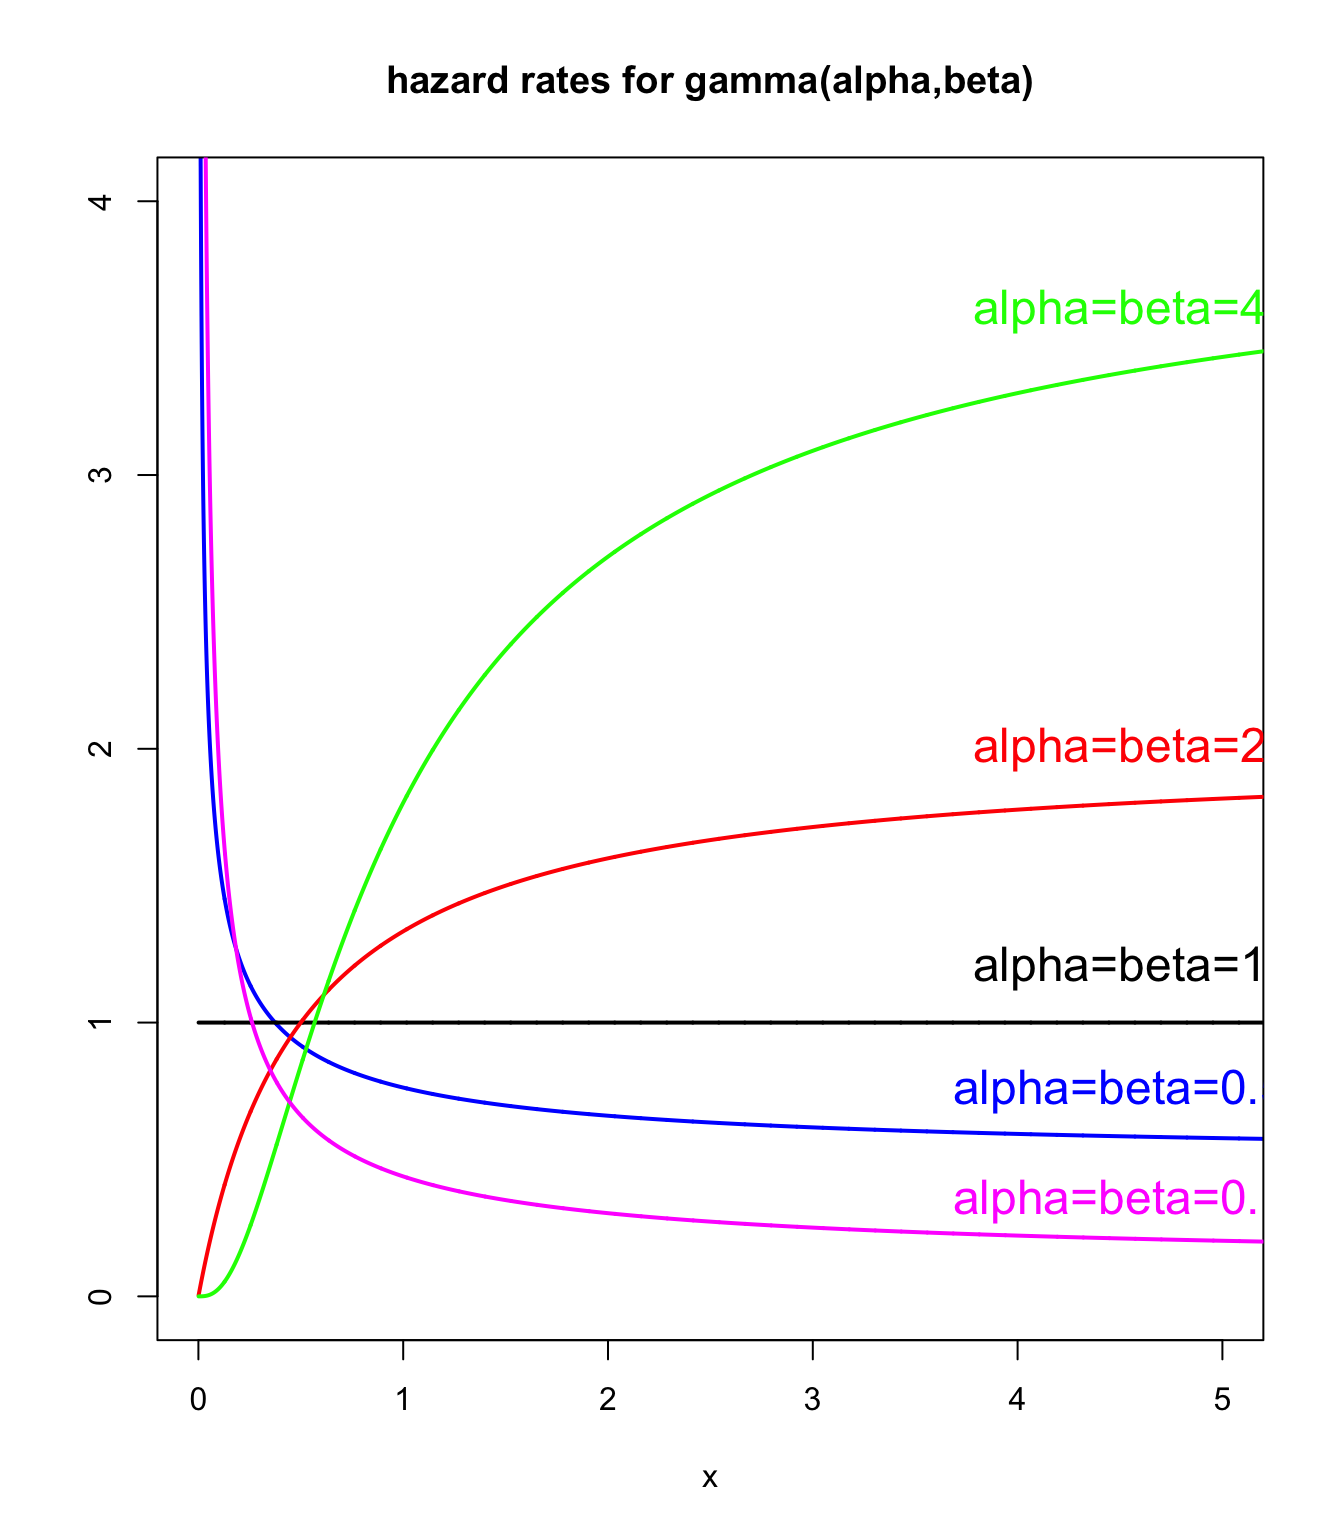 hazard rates for gamma(alpha,beta)
4
3
2
1
0
alpha=beta=4
alpha=beta=2
alpha=beta=1
alpha=beta=0.
alpha=beta=0.
0 1 2 3 4 5
x